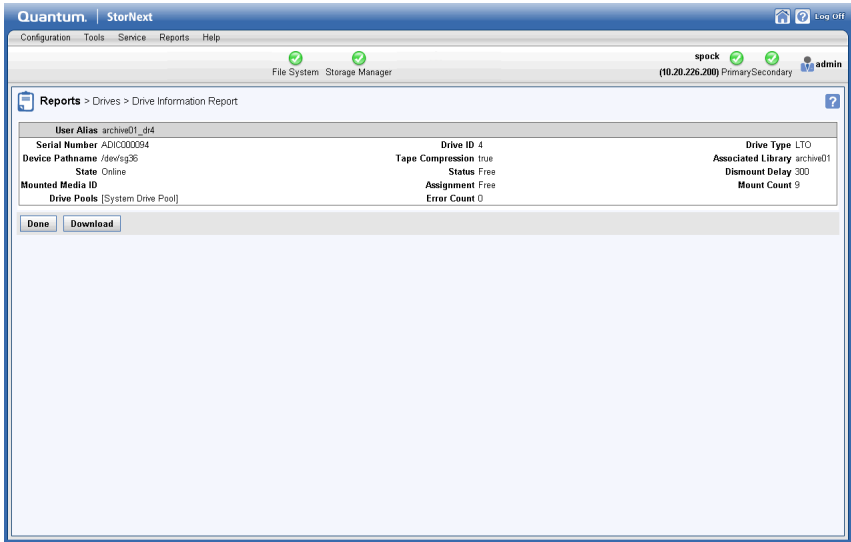 Quantum. | StorNext Log Off
Configuration Tools Service Reports Help
File System Storage Manager
spock
(10.20.226.200) Primary Secondary
admin
Reports > Drives > Drive Information Report
User Alias archive01_dr4
Serial Number ADIC000094 Drive ID 4 Drive Type LTO
Device Pathname /dev/sg36 Tape Compression true Associated Library archive01
State Online Status Free Dismount Delay 300
Mounted Media ID Assignment Free Mount Count 9
Drive Pools [System Drive Pool] Error Count 0
Done Download